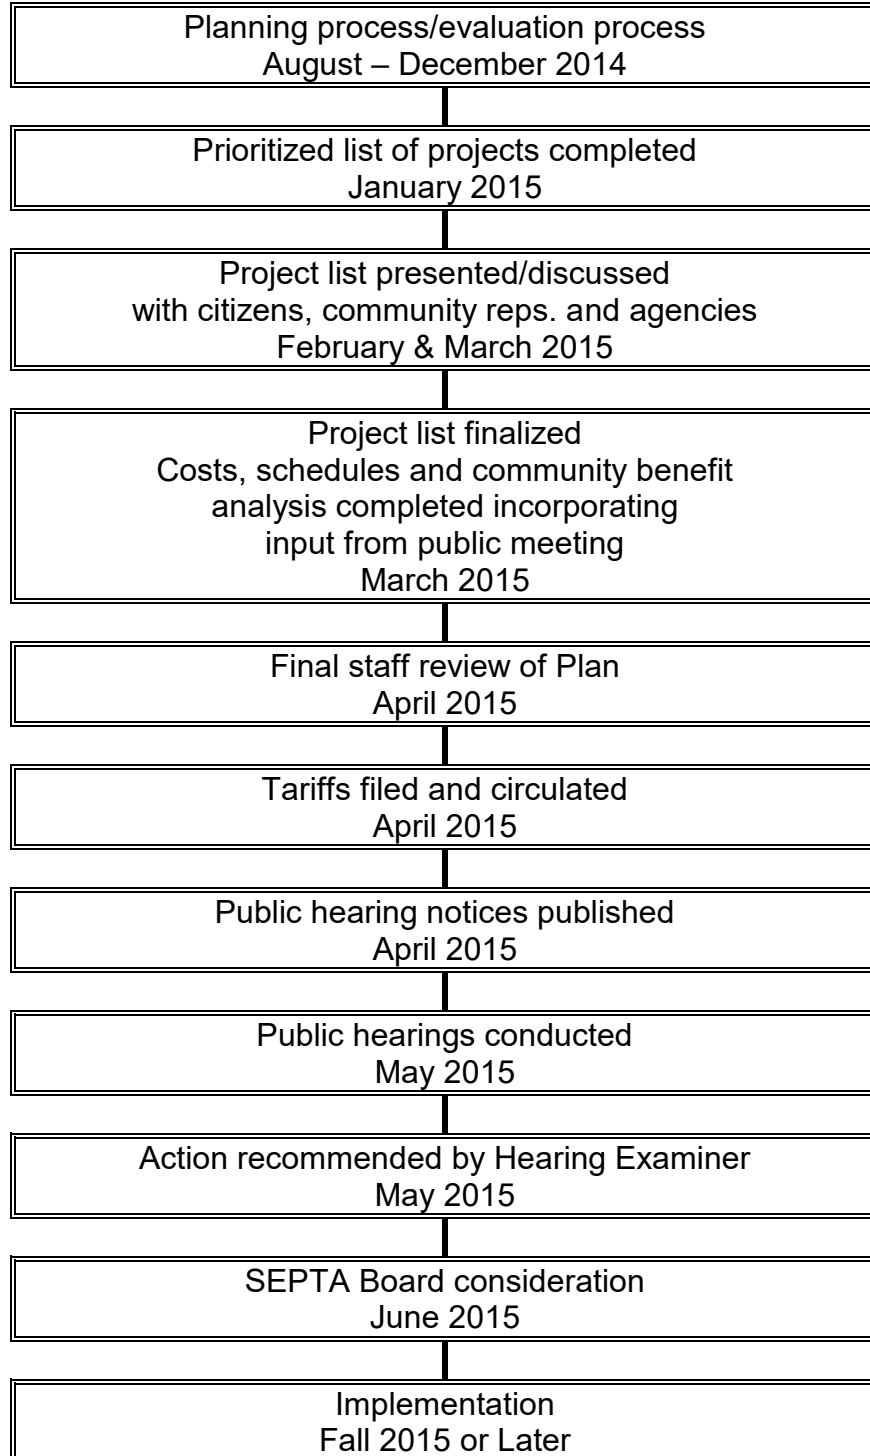 Planning process/evaluation process
August – December 2014
Prioritized list of projects completed
January 2015
Project list presented/discussed
with citizens, community reps. and agencies
February & March 2015
Project list finalized
Costs, schedules and community benefit
analysis completed incorporating
input from public meeting
March 2015
Final staff review of Plan
April 2015
Tariffs filed and circulated
April 2015
Public hearing notices published
April 2015
Public hearings conducted
May 2015
Action recommended by Hearing Examiner
May 2015
SEPTA Board consideration
June 2015
Implementation
Fall 2015 or Later